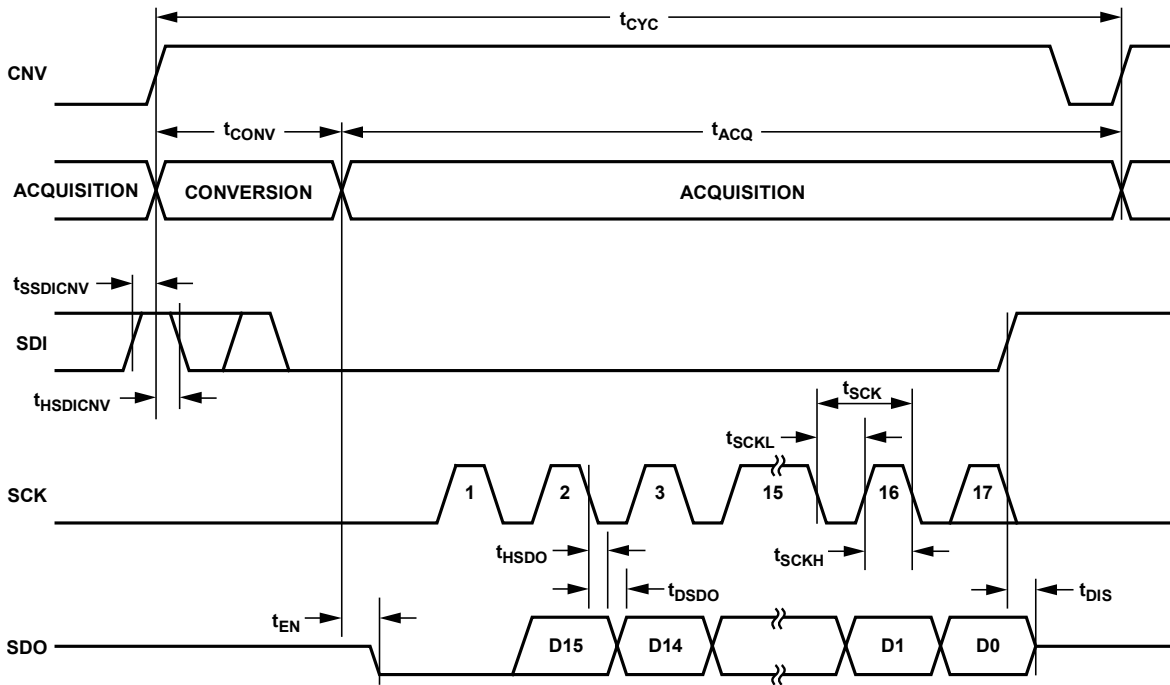 tCYC
CNV
tCONV
tACQ
ACQUISITION
CONVERSION
ACQUISITION
tSSDICNV
SDI
tHSDICNV
tSCK
tSCKL
SCK
1
2
3
15
16
17
tHSDO
tSCKH
tDSDO
tDIS
tEN
SDO
D15
D14
D1
D0